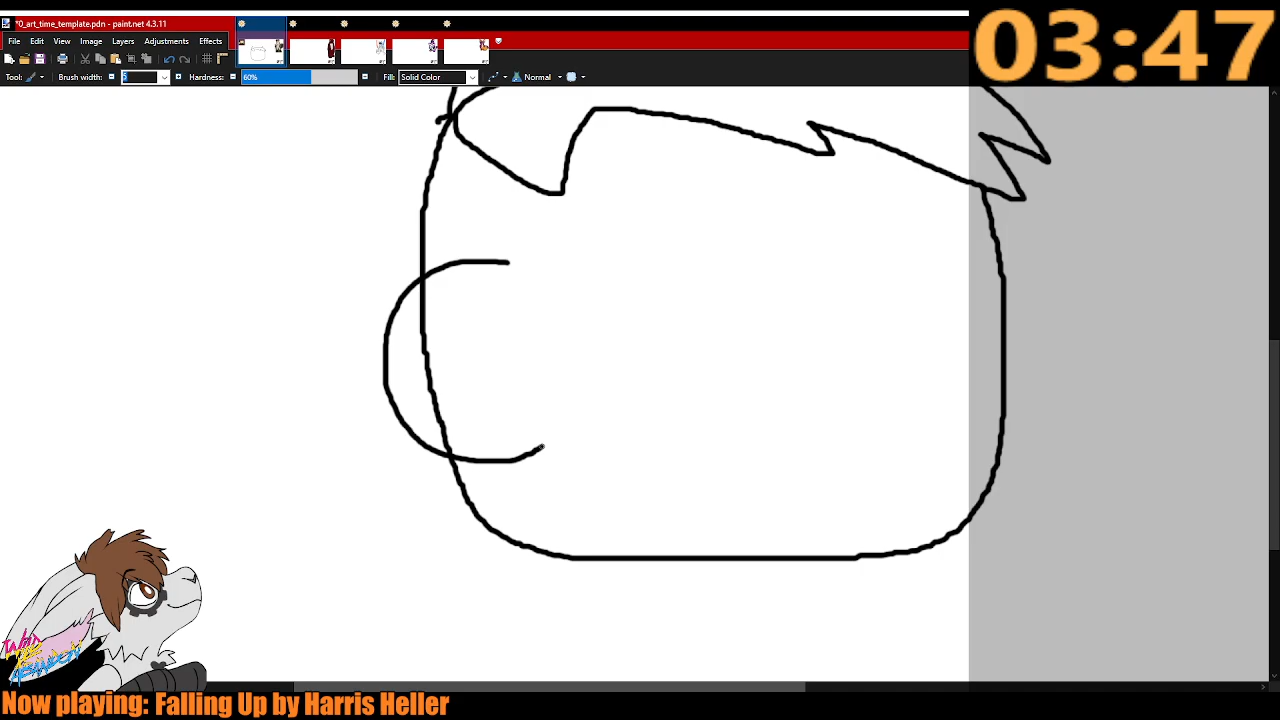 *0_art_time_template.pdn - paint.net 4.3.11
03:47
File Edit View Image Layers Adjustments Effects
Tool: Brush width: 5 Hardness: 60% Fill: Solid Color Normal
Now playing: Falling Up by Harris Heller